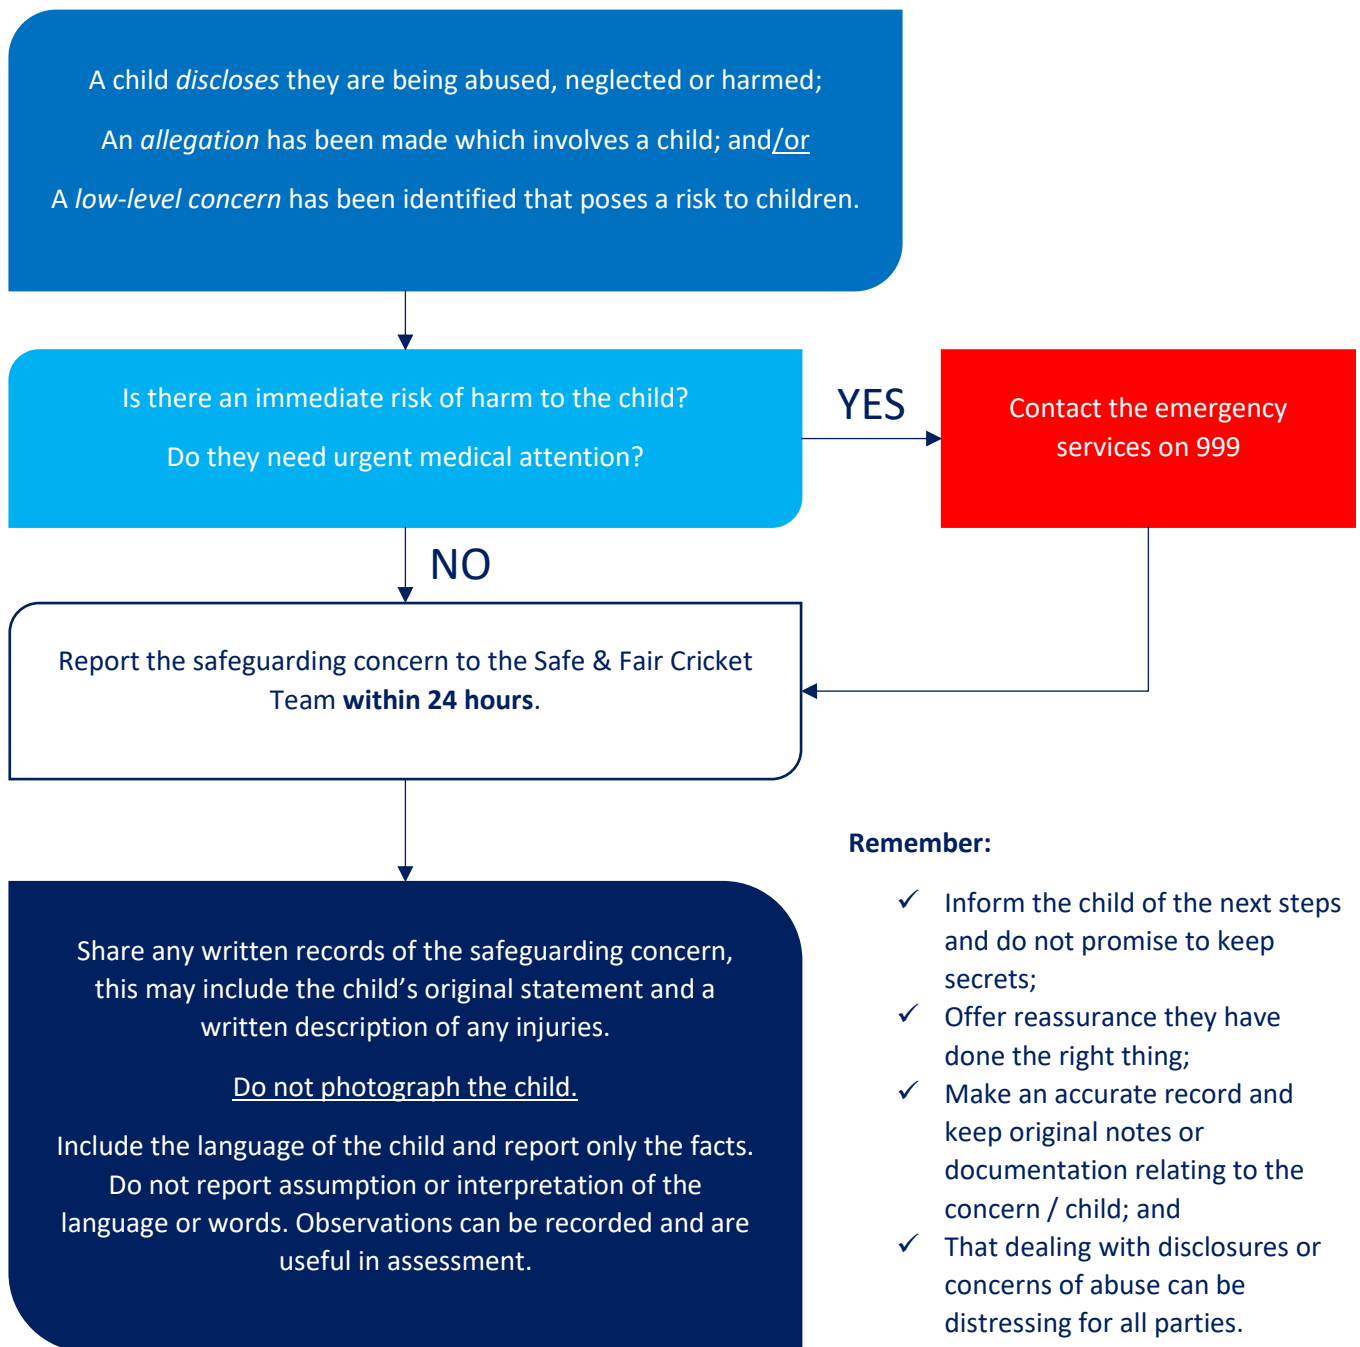 A child discloses they are being abused, neglected or harmed;
An allegation has been made which involves a child; and/or
A low-level concern has been identified that poses a risk to children.
Is there an immediate risk of harm to the child?
Do they need urgent medical attention?
YES
Contact the emergency
services on 999
NO
Report the safeguarding concern to the Safe & Fair Cricket
Team within 24 hours.
Share any written records of the safeguarding concern,
this may include the child’s original statement and a
written description of any injuries.
Do not photograph the child.
Include the language of the child and report only the facts.
Do not report assumption or interpretation of the
language or words. Observations can be recorded and are
useful in assessment.
Remember:
✓ Inform the child of the next steps
and do not promise to keep
secrets;
✓ Offer reassurance they have
done the right thing;
✓ Make an accurate record and
keep original notes or
documentation relating to the
concern / child; and
✓ That dealing with disclosures or
concerns of abuse can be
distressing for all parties.